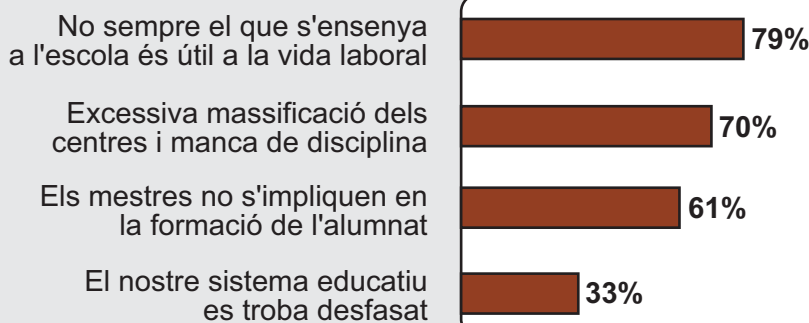 No sempre el que s'ensenya
a l'escola és útil a la vida laboral
79%
Excessiva massificació dels
centres i manca de disciplina
70%
Els mestres no s'impliquen en
la formació de l'alumnat
61%
El nostre sistema educatiu
es troba desfasat
33%